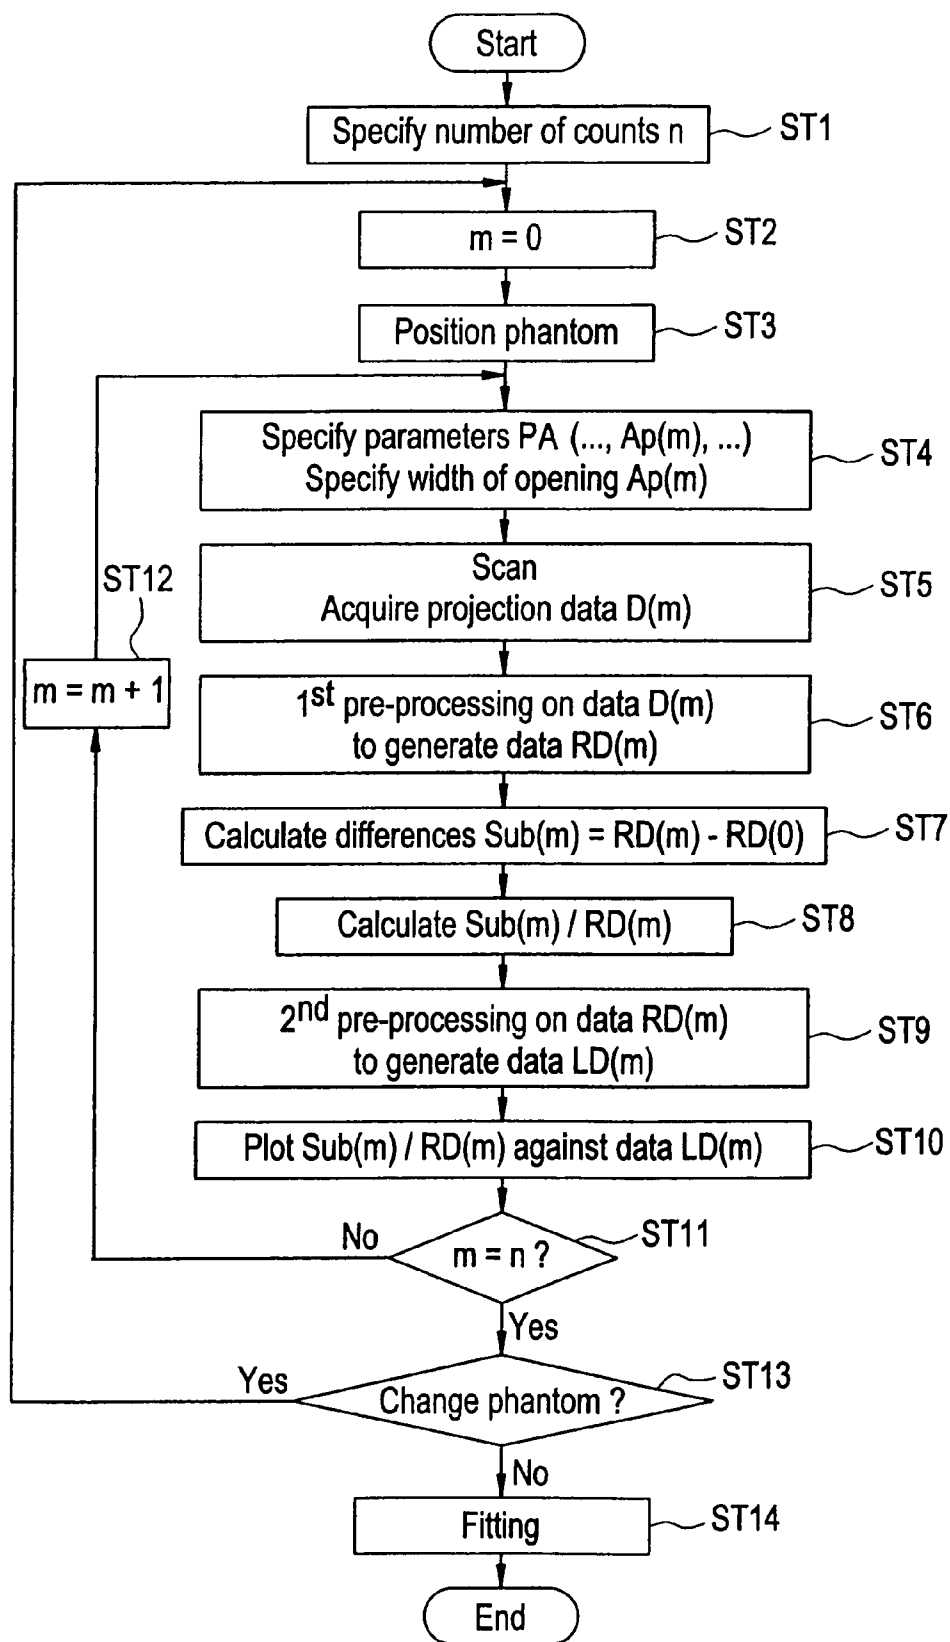 Start
Specify number of counts n
ST1
m = 0
ST2
Position phantom
ST3
Specify parameters PA (..., Ap(m), ...)
Specify width of opening Ap(m)
ST4
Scan
Acquire projection data D(m)
ST5
ST12
m = m + 1
1st pre-processing on data D(m)
to generate data RD(m)
ST6
Calculate differences Sub(m) = RD(m) - RD(0)
ST7
Calculate Sub(m) / RD(m)
ST8
2nd pre-processing on data RD(m)
to generate data LD(m)
ST9
Plot Sub(m) / RD(m) against data LD(m)
ST10
No
m = n ?
ST11
Yes
Yes
Change phantom ?
ST13
No
Fitting
ST14
End